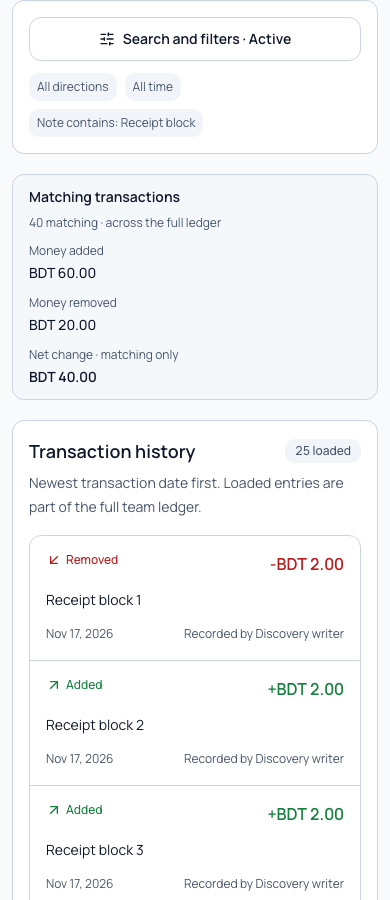 Search and filters · Active
All directions
All time
Note contains: Receipt block
Matching transactions
40 matching · across the full ledger
Money added
BDT 60.00
Money removed
BDT 20.00
Net change · matching only
BDT 40.00
Transaction history
25 loaded
Newest transaction date first. Loaded entries are
part of the full team ledger.
Removed
-BDT 2.00
Receipt block 1
Nov 17, 2026
Recorded by Discovery writer
Added
+BDT 2.00
Receipt block 2
Nov 17, 2026
Recorded by Discovery writer
Added
+BDT 2.00
Receipt block 3
Nov 17, 2026
Recorded by Discovery writer